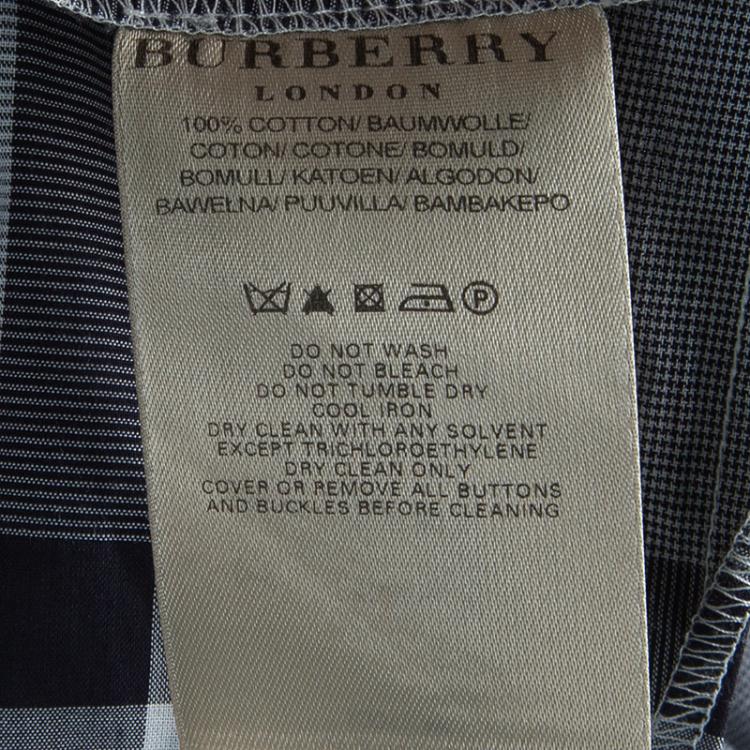 BURBERRY
LONDON
100% COTTON/ BAUMWOLLE/
COTON/ COTONE/ BOMULD/
BOMULL/ KATOEN/ ALGODON/
BAWEŁNA/ PUUVILLA/ BAMBAKEPO
P
DO NOT WASH
DO NOT BLEACH
DO NOT TUMBLE DRY
COOL IRON
DRY CLEAN WITH ANY SOLVENT
EXCEPT TRICHLOROETHYLENE
DRY CLEAN ONLY
COVER OR REMOVE ALL BUTTONS
AND BUCKLES BEFORE CLEANING